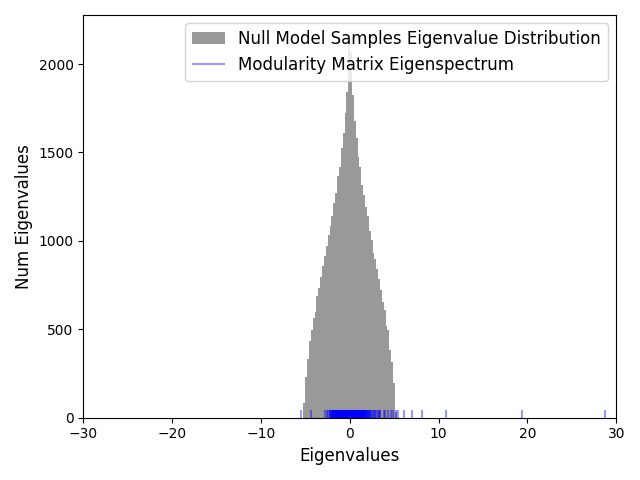 Null Model Samples Eigenvalue Distribution
Modularity Matrix Eigenspectrum
2000
1500
1000
500
0
Num Eigenvalues
−30 −20 −10 0 10 20 30
Eigenvalues